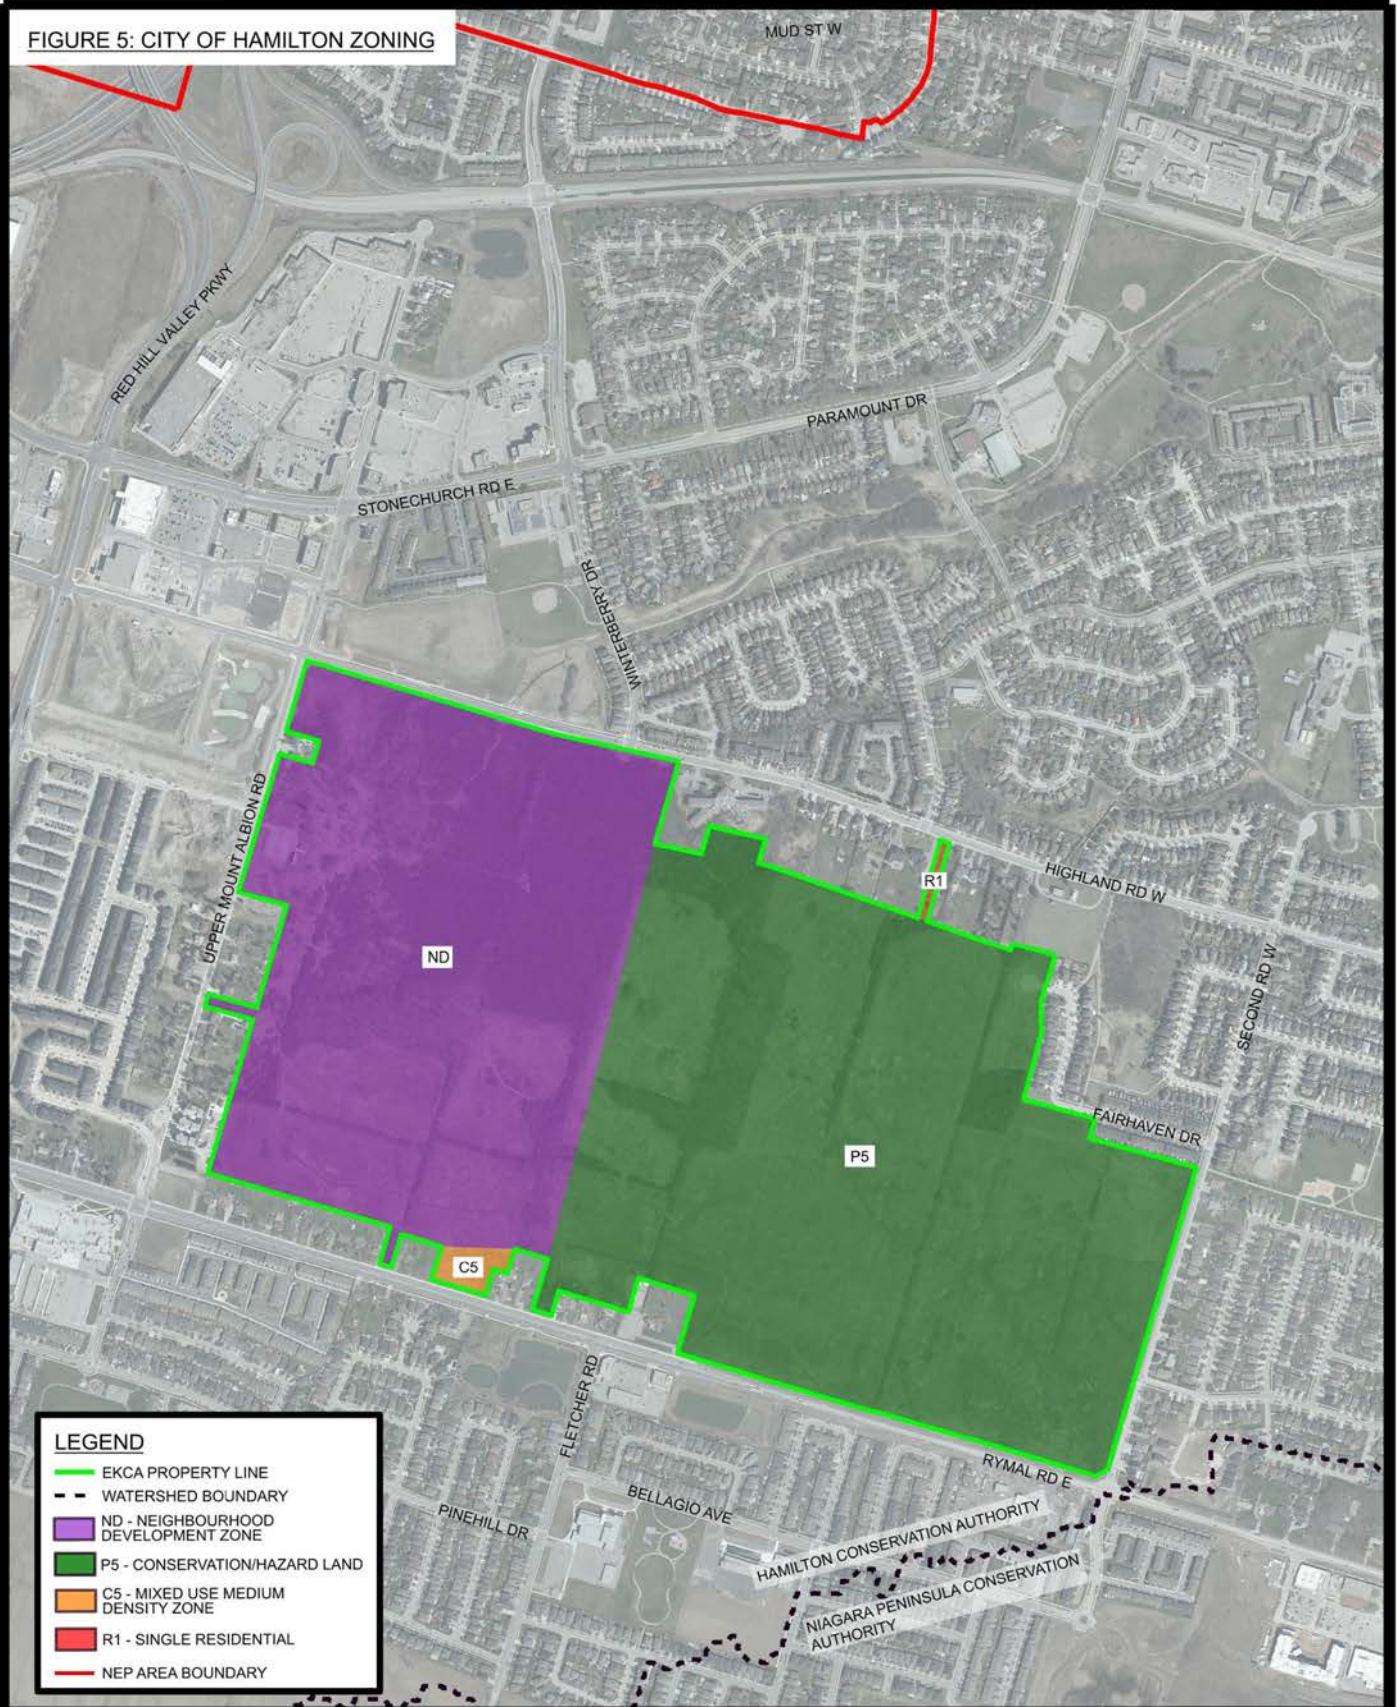 FIGURE 5: CITY OF HAMILTON ZONING
MUD ST W
RED HILL VALLEY PKWY
PARAMOUNT DR
STONECHURCH RD E
WINTERBERRY DR
UPPER MOUNT ALBION RD
R1
HIGHLAND RD W
ND
SECOND RD W
FAIRHAVEN DR
P5
C5
FLETCHER RD
RYMAL RD E
BELLAGIO AVE
PINEHILL DR
HAMILTON CONSERVATION AUTHORITY
NIAGARA PENINSULA CONSERVATION
AUTHORITY
LEGEND
EKCA PROPERTY LINE
WATERSHED BOUNDARY
ND - NEIGHBOURHOOD
DEVELOPMENT ZONE
P5 - CONSERVATION/HAZARD LAND
C5 - MIXED USE MEDIUM
DENSITY ZONE
R1 - SINGLE RESIDENTIAL
NEP AREA BOUNDARY